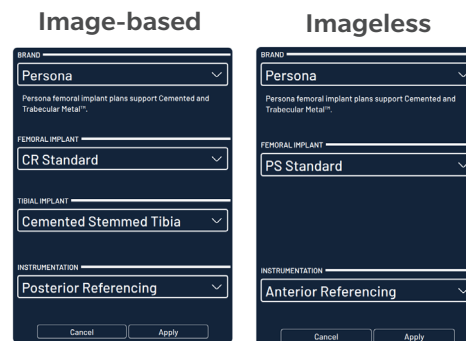 Image-based
BRAND
Persona
Persona femoral implant plans support Cemented and
Trabecular Metal™.
FEMORAL IMPLANT
CR Standard
TIBIAL IMPLANT
Cemented Stemmed Tibia
INSTRUMENTATION
Posterior Referencing
Cancel Apply
Imageless
BRAND
Persona
Persona femoral implant plans support Cemented and
Trabecular Metal™.
FEMORAL IMPLANT
PS Standard
INSTRUMENTATION
Anterior Referencing
Cancel Apply